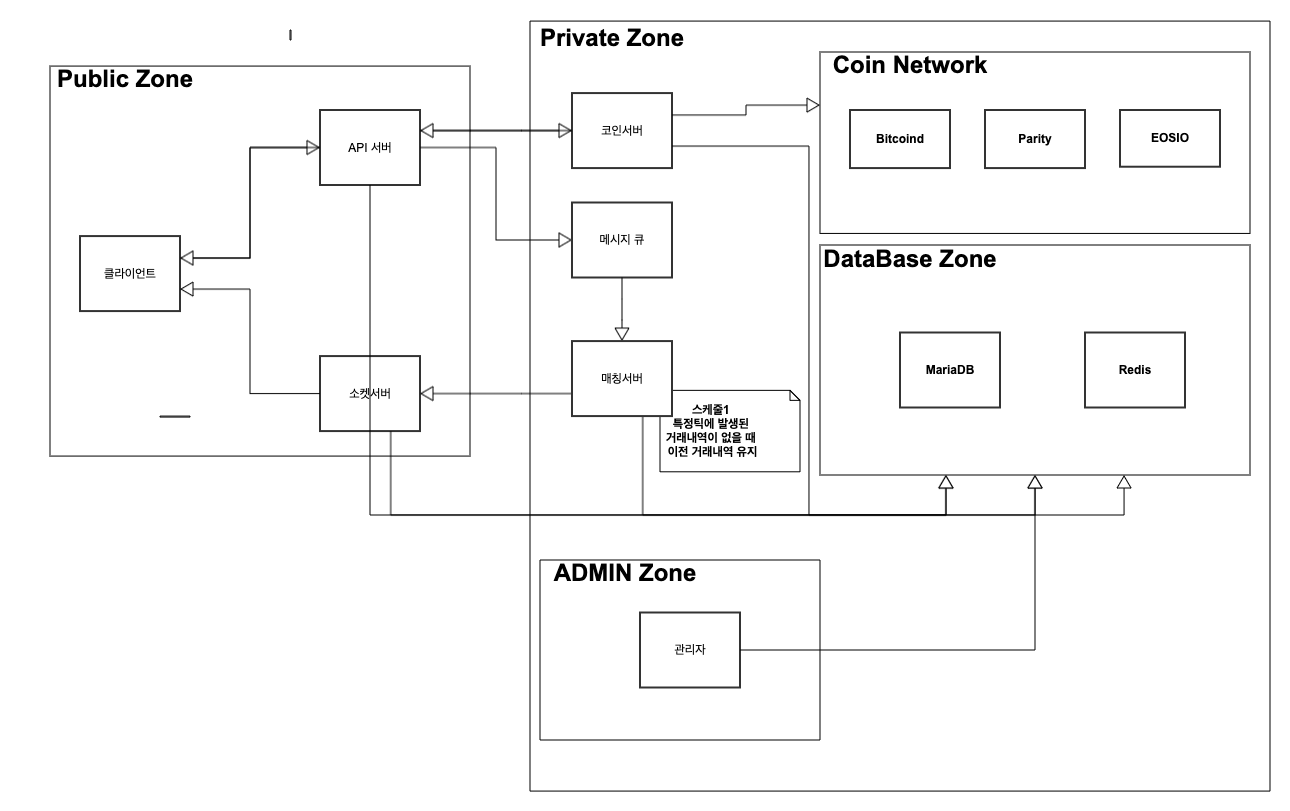 Public Zone
API 서버
클라이언트
소켓서버
Private Zone
코인서버
메시지 큐
매칭서버
스케줄1
특정틱에 발생된
거래내역이 없을 때
이전 거래내역 유지
Coin Network
Bitcoind
Parity
EOSIO
DataBase Zone
MariaDB
Redis
ADMIN Zone
관리자